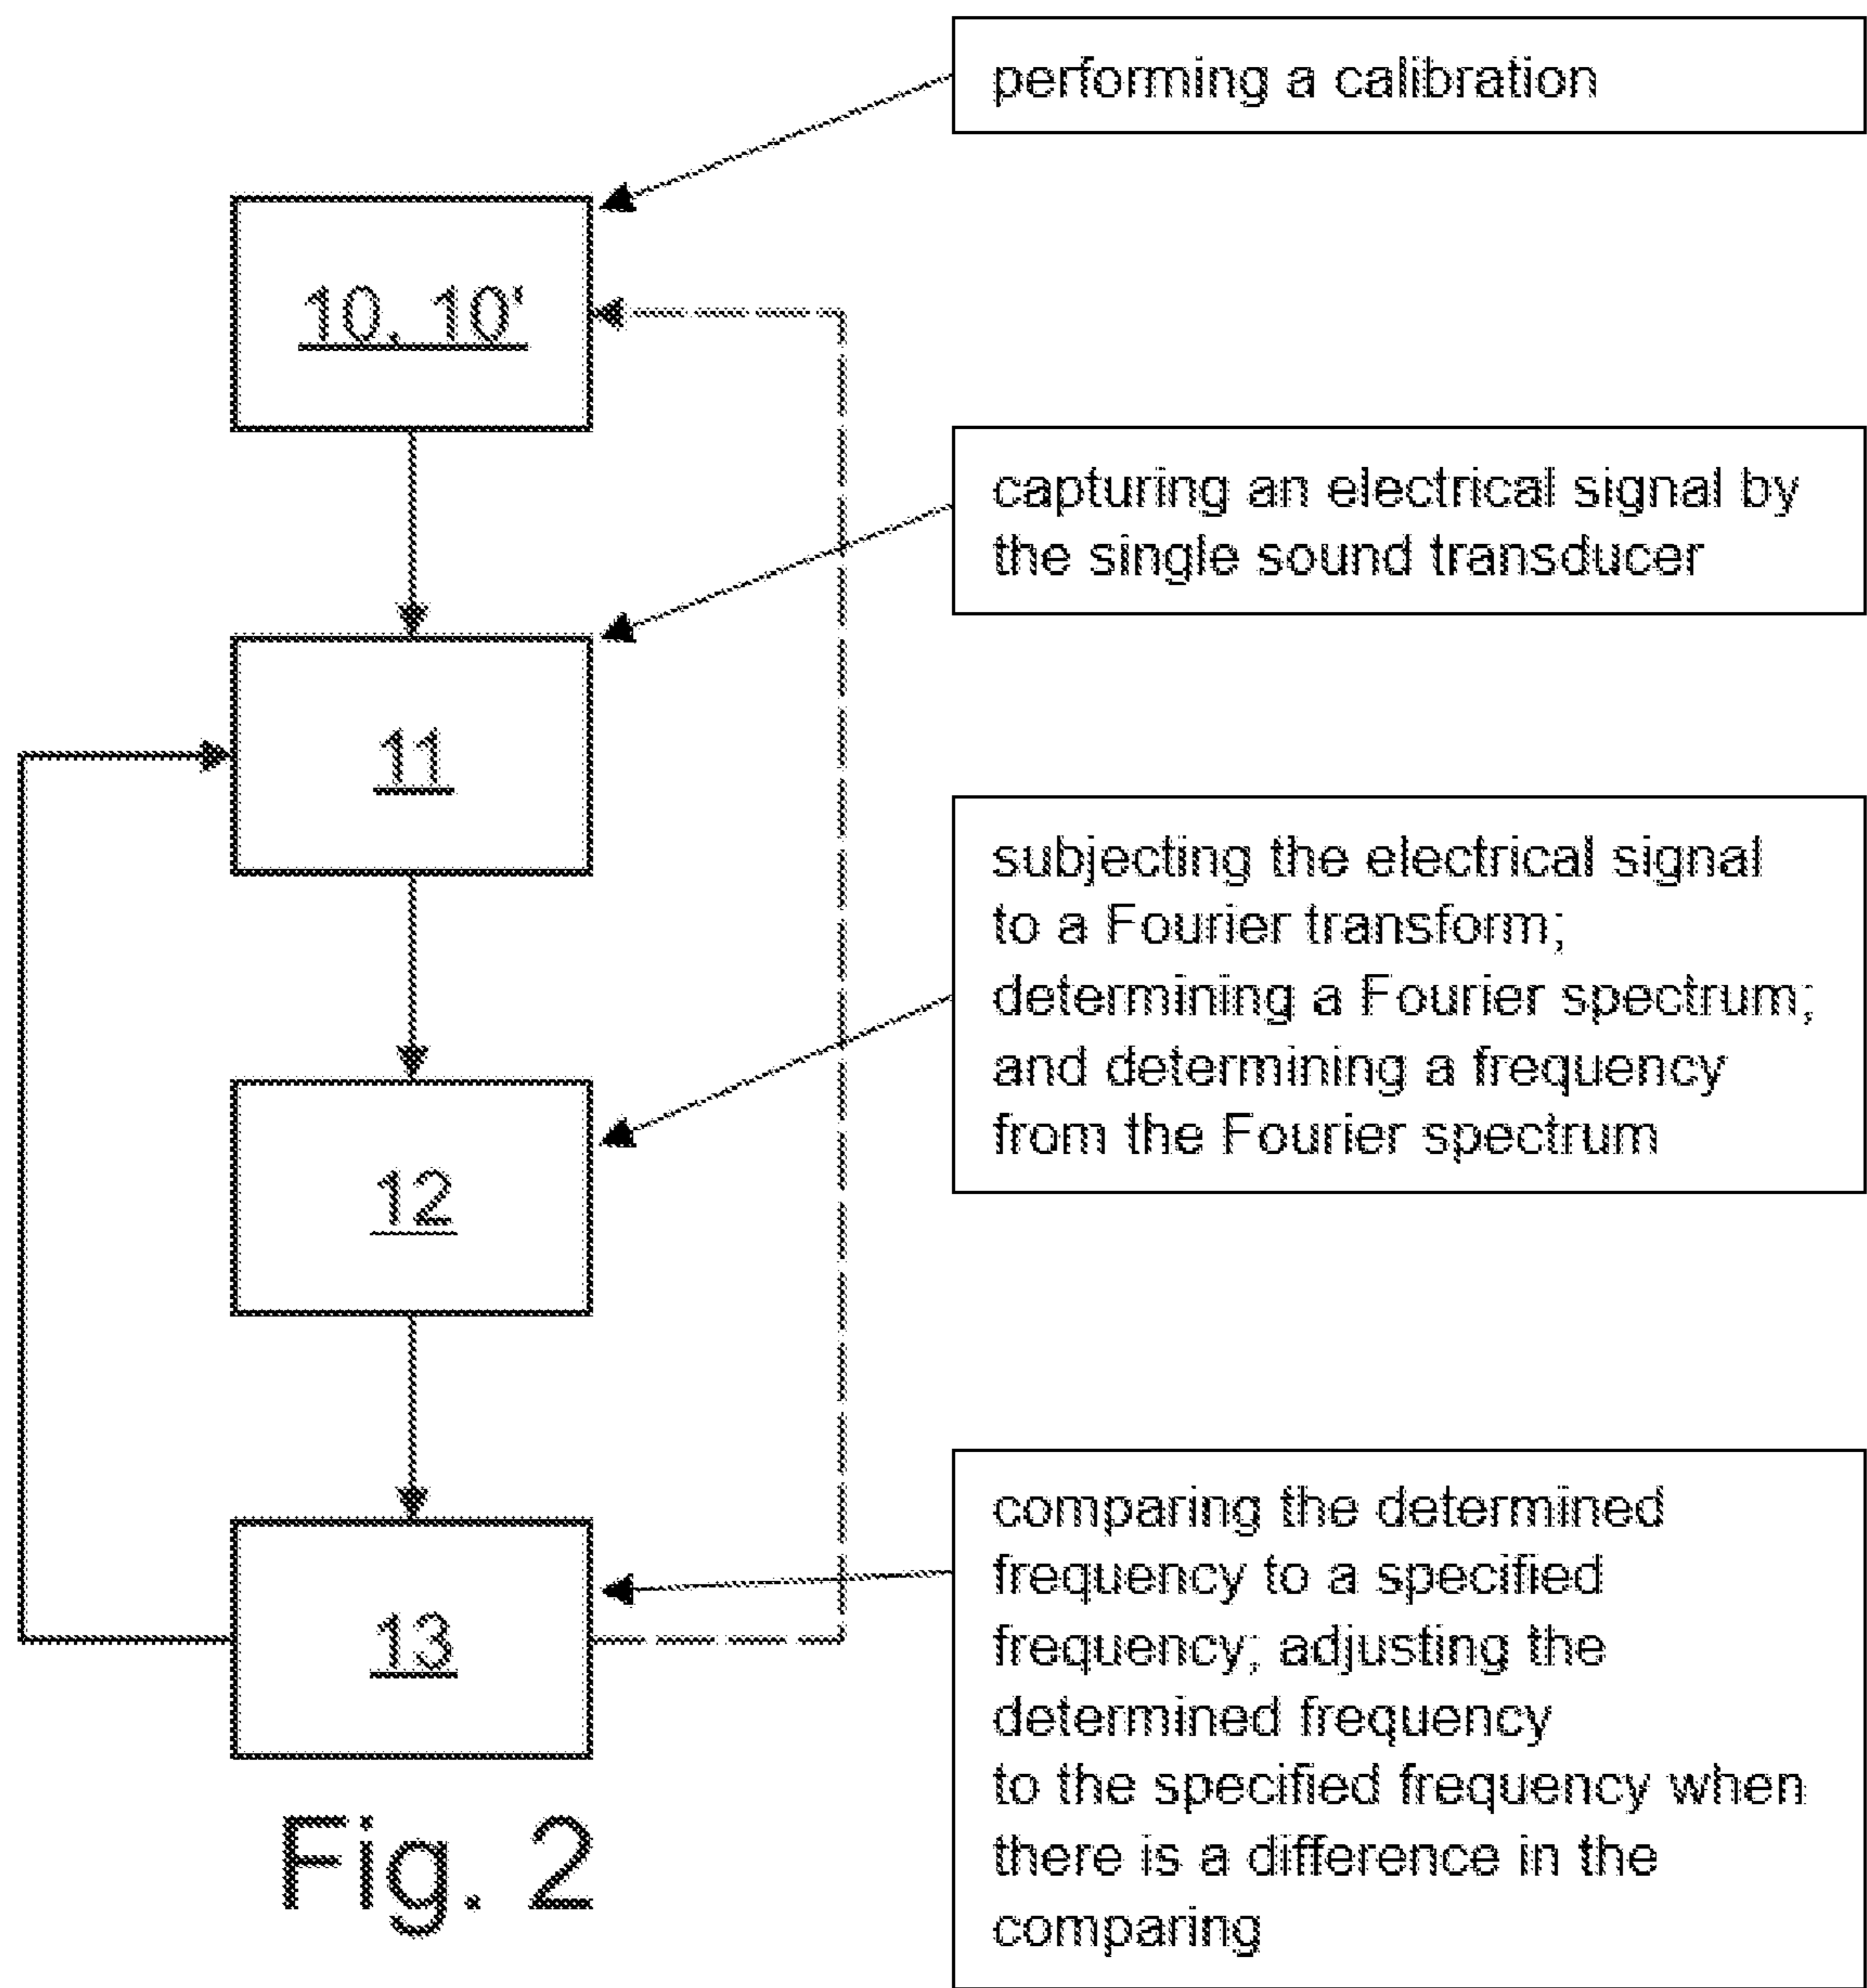 performing a calibration
10, 10'
capturing an electrical signal by
the single sound transducer
11
subjecting the electrical signal
to a Fourier transform;
determining a Fourier spectrum;
and determining a frequency
from the Fourier spectrum
12
comparing the determined
frequency to a specified
frequency; adjusting the
determined frequency
to the specified frequency when
there is a difference in the
comparing
13
Fig. 2